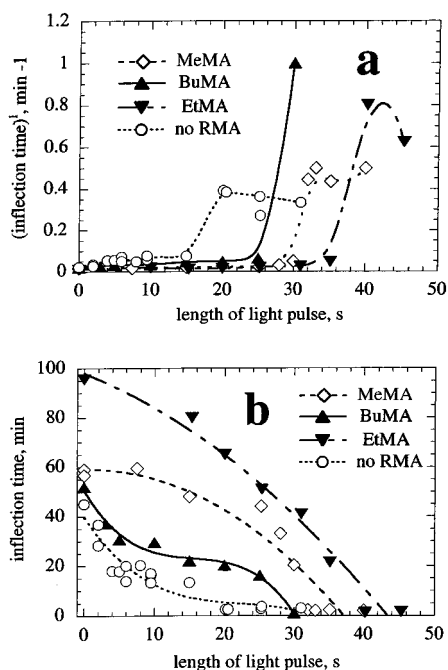 a
MeMA
BuMA
EtMA
no RMA
(inflection time)¹, min -1
1.2
1
0.8
0.6
0.4
0.2
0
0 10 20 30 40 50
length of light pulse, s
b
MeMA
BuMA
EtMA
no RMA
inflection time, min
100
80
60
40
20
0
0 10 20 30 40 50
length of light pulse, s